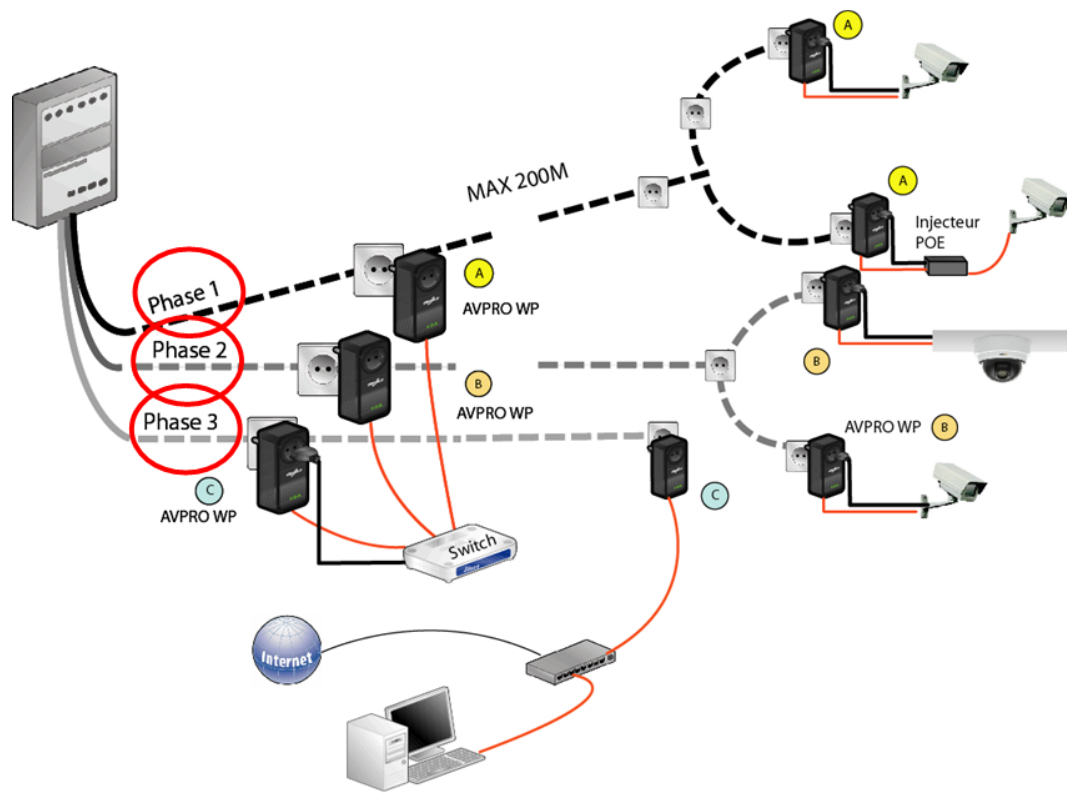 A
MAX 200M
A
Injecteur
POE
Phase 1
A
AVPRO WP
Phase 2
B
AVPRO WP
B
Phase 3
AVPRO WP
B
C
AVPRO WP
C
Switch
Internet